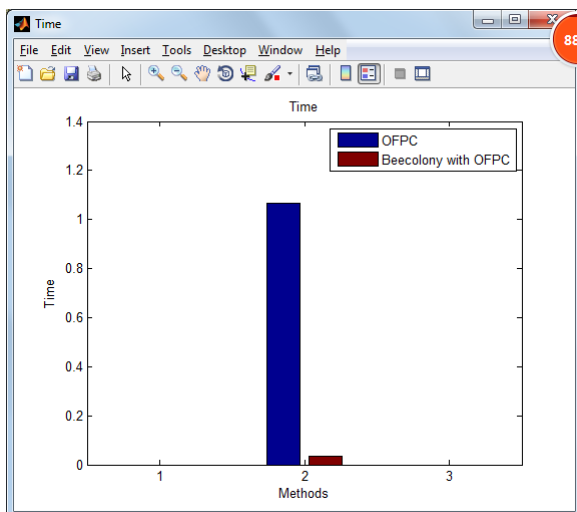 Time
88
File Edit View Insert Tools Desktop Window Help
Time
1.4
1.2
1
0.8
0.6
0.4
0.2
0
Time
OFPC
Beecolony with OFPC
1 2 3
Methods